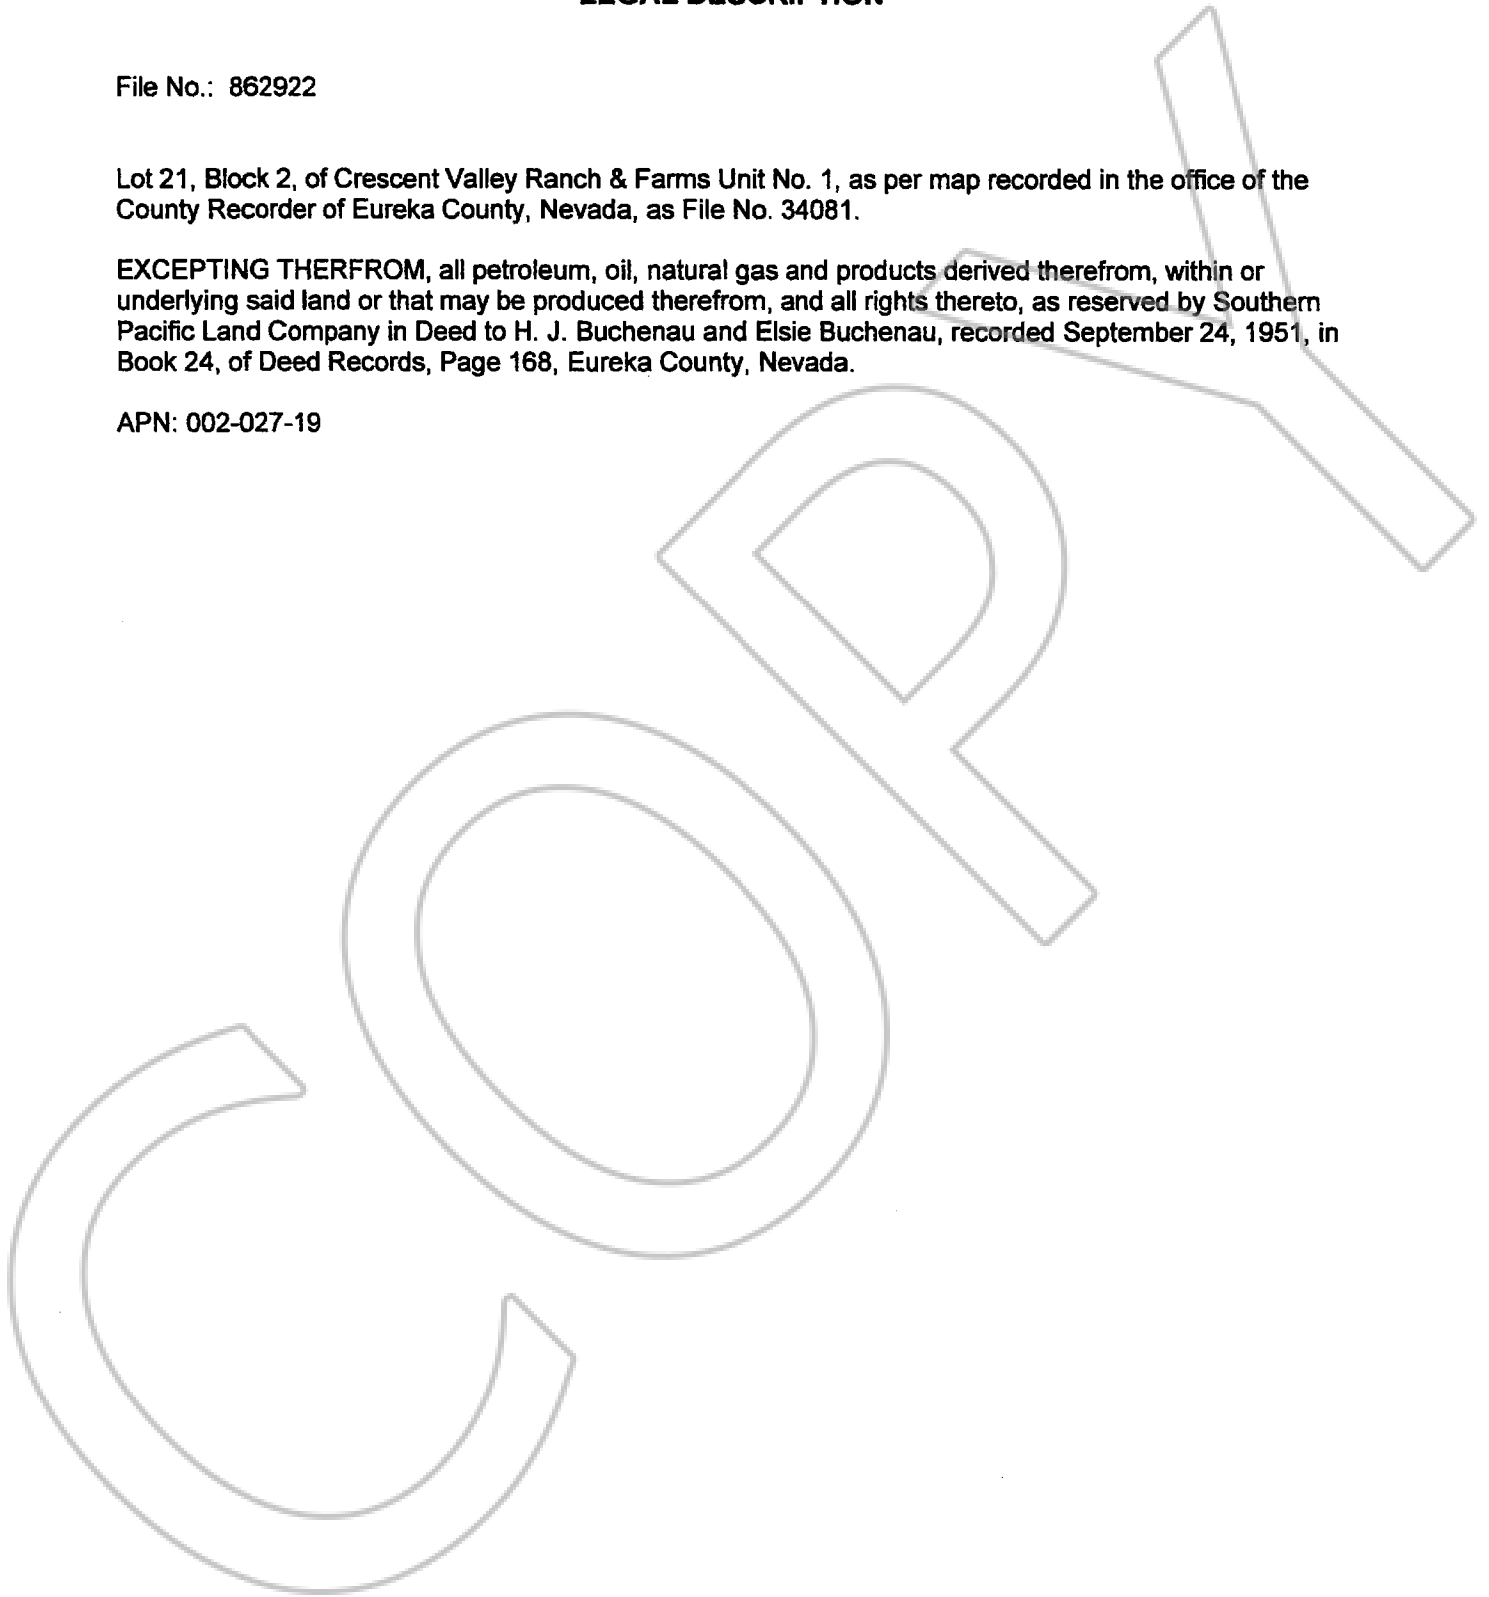 LEGAL DESCRIPTION
File No.: 862922
Lot 21, Block 2, of Crescent Valley Ranch & Farms Unit No. 1, as per map recorded in the office of the
County Recorder of Eureka County, Nevada, as File No. 34081.
EXCEPTING THERFROM, all petroleum, oil, natural gas and products derived therefrom, within or
underlying said land or that may be produced therefrom, and all rights thereto, as reserved by Southern
Pacific Land Company in Deed to H. J. Buchenau and Elsie Buchenau, recorded September 24, 1951, in
Book 24, of Deed Records, Page 168, Eureka County, Nevada.
APN: 002-027-19
COPY